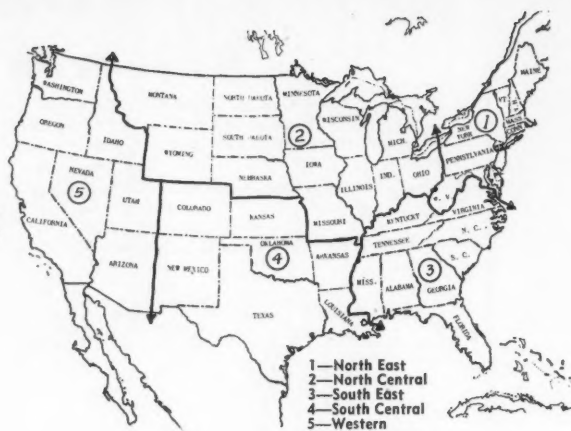 WASHINGTON
OREGON
CALIFORNIA
NEVADA
5
IDAHO
UTAH
ARIZONA
MONTANA
WYOMING
COLORADO
NEW MEXICO
NORTH DAKOTA
SOUTH DAKOTA
NEBRASKA
KANSAS
OKLAHOMA
4
TEXAS
MINNESOTA
2
IOWA
MISSOURI
ARKANSAS
LOUISIANA
WISCONSIN
ILLINOIS
MICH.
IND.
OHIO
KENTUCKY
TENNESSEE
MISS.
ALABAMA
3
GEORGIA
FLORIDA
S. C.
N. C.
VIRGINIA
W. V.
PENNSYLVANIA
NEW YORK
1
VT.
MASS.
MAINE
1—North East
2—North Central
3—South East
4—South Central
5—Western